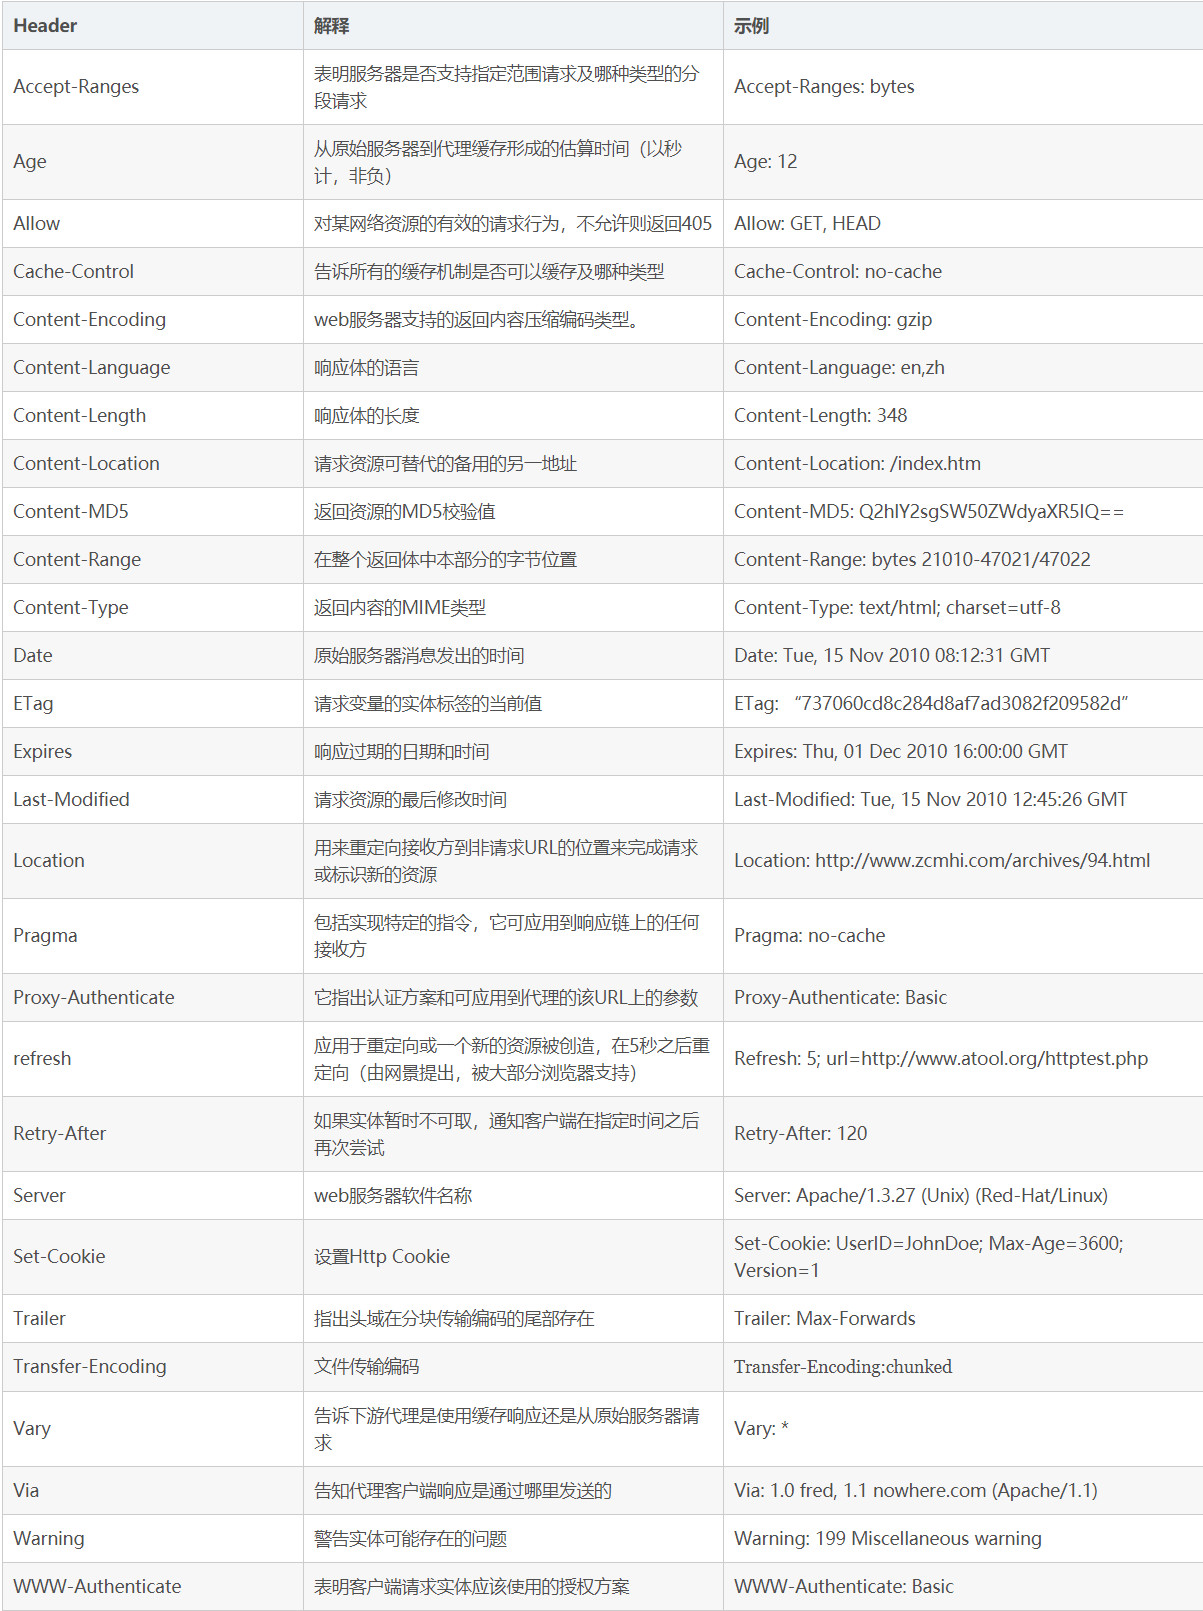 Header 解释 示例
Accept-Ranges 表明服务器是否支持指定范围请求及哪种类型的分 Accept-Ranges: bytes
段请求
Age 从原始服务器到代理缓存形成的估算时间（以秒 Age: 12
计，非负）
Allow 对某网络资源的有效的请求行为，不允许则返回405 Allow: GET, HEAD
Cache-Control 告诉所有的缓存机制是否可以缓存及哪种类型 Cache-Control: no-cache
Content-Encoding web服务器支持的返回内容压缩编码类型。 Content-Encoding: gzip
Content-Language 响应体的语言 Content-Language: en,zh
Content-Length 响应体的长度 Content-Length: 348
Content-Location 请求资源可替代的备用的另一地址 Content-Location: /index.htm
Content-MD5 返回资源的MD5校验值 Content-MD5: Q2hlY2sgSW50ZWdyaXR5IQ==
Content-Range 在整个返回体中本部分的字节位置 Content-Range: bytes 21010-47021/47022
Content-Type 返回内容的MIME类型 Content-Type: text/html; charset=utf-8
Date 原始服务器消息发出的时间 Date: Tue, 15 Nov 2010 08:12:31 GMT
ETag 请求变量的实体标签的当前值 ETag: “737060cd8c284d8af7ad3082f209582d”
Expires 响应过期的日期和时间 Expires: Thu, 01 Dec 2010 16:00:00 GMT
Last-Modified 请求资源的最后修改时间 Last-Modified: Tue, 15 Nov 2010 12:45:26 GMT
Location 用来重定向接收方到非请求URL的位置来完成请求 Location: http://www.zcmhi.com/archives/94.html
或标识新的资源
Pragma 包括实现特定的指令，它可应用到响应链上的任何 Pragma: no-cache
接收方
Proxy-Authenticate 它指出认证方案和可应用到代理的该URL上的参数 Proxy-Authenticate: Basic
refresh 应用于重定向或一个新的资源被创造，在5秒之后重 Refresh: 5; url=http://www.atool.org/httptest.php
定向（由网景提出，被大部分浏览器支持）
Retry-After 如果实体暂时不可取，通知客户端在指定时间之后 Retry-After: 120
再次尝试
Server web服务器软件名称 Server: Apache/1.3.27 (Unix) (Red-Hat/Linux)
Set-Cookie 设置Http Cookie Set-Cookie: UserID=JohnDoe; Max-Age=3600;
Version=1
Trailer 指出头域在分块传输编码的尾部存在 Trailer: Max-Forwards
Transfer-Encoding 文件传输编码 Transfer-Encoding:chunked
Vary 告诉下游代理是使用缓存响应还是从原始服务器请 Vary: *
求
Via 告知代理客户端响应是通过哪里发送的 Via: 1.0 fred, 1.1 nowhere.com (Apache/1.1)
Warning 警告实体可能存在的问题 Warning: 199 Miscellaneous warning
WWW-Authenticate 表明客户端请求实体应该使用的授权方案 WWW-Authenticate: Basic